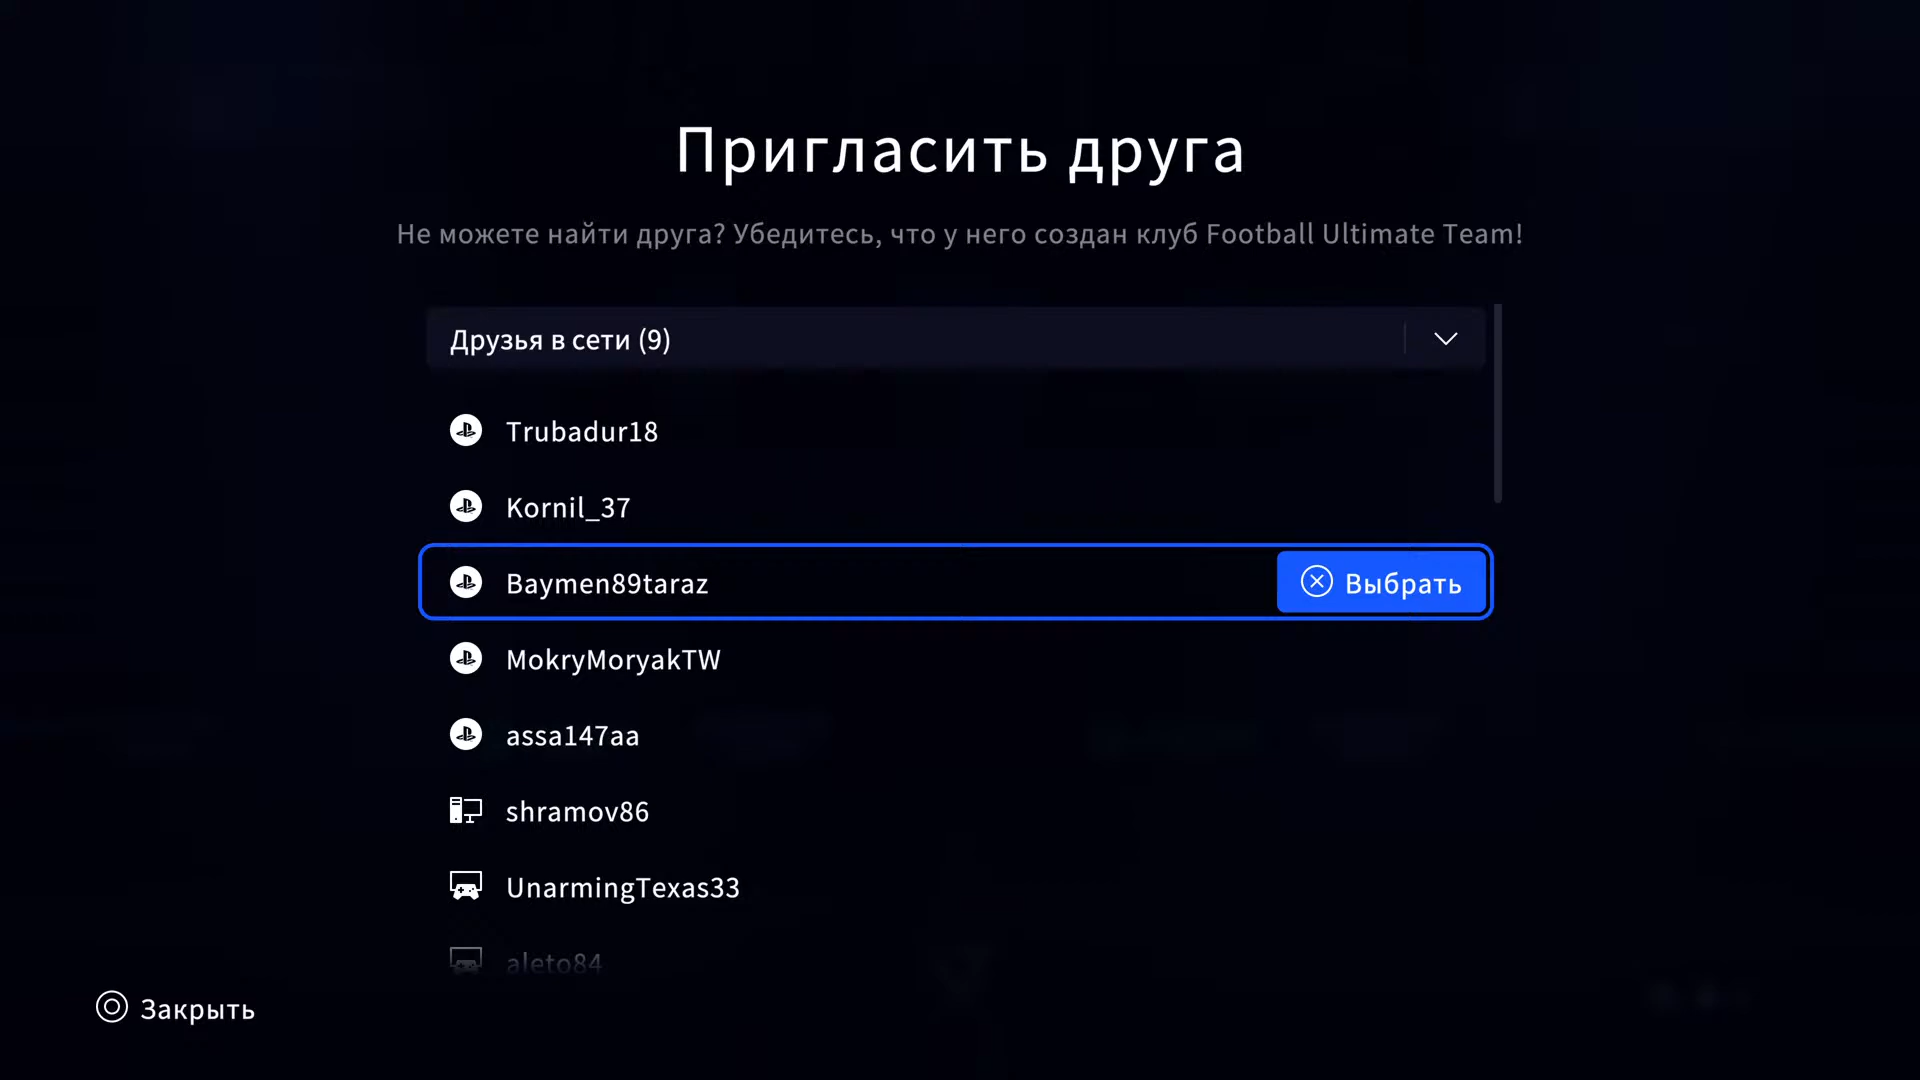 Пригласить друга
Не можете найти друга? Убедитесь, что у него создан клуб Football Ultimate Team!
Друзья в сети (9)
Trubadur18
Kornil_37
Baymen89taraz
Выбрать
MokryMoryakTW
assa147aa
shramov86
UnarmingTexas33
aleto84
Закрыть